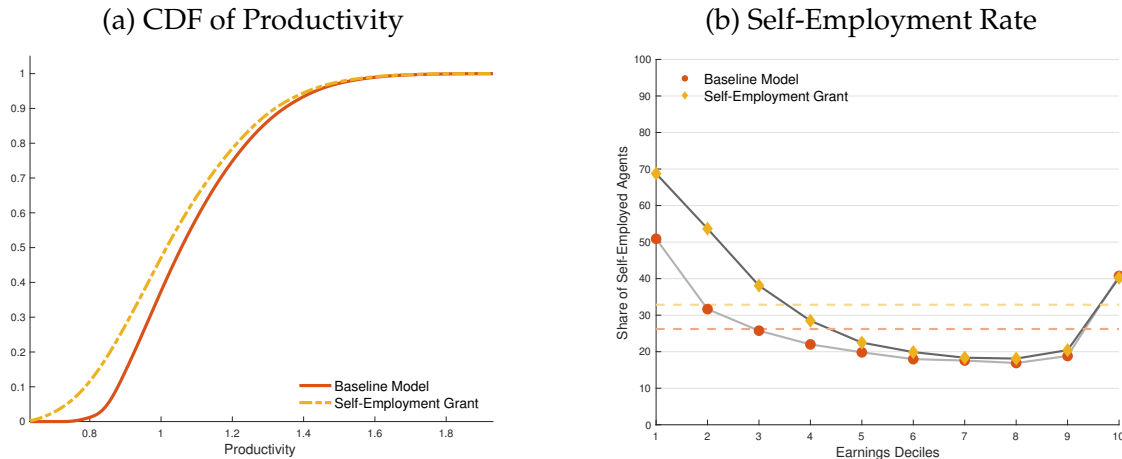 (a) CDF of Productivity
1
0.9
0.8
0.7
0.6
0.5
0.4
0.3
0.2
0.1
0
Baseline Model
Self-Employment Grant
0.8 1 1.2 1.4 1.6 1.8
Productivity
(b) Self-Employment Rate
100
90
80
70
60
50
40
30
20
10
0
Share of Self-Employed Agents
Baseline Model
Self-Employment Grant
1 2 3 4 5 6 7 8 9 10
Earnings Deciles